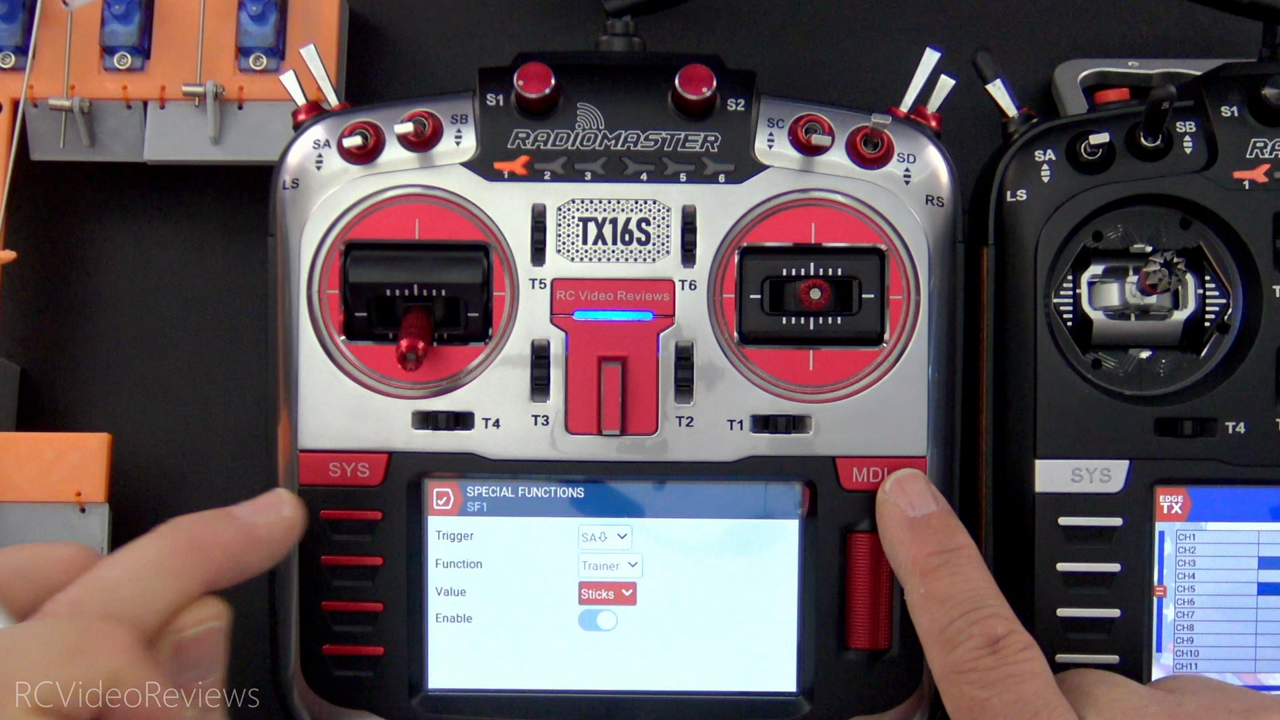 S1
S2
SB
SA
LS
RADIOMASTER
1 2 3 4 5 6
SC
SD
RS
TX16S
T5
T6
RC Video Reviews
T4
T3
T2
T1
SYS
MDL
SPECIAL FUNCTIONS
SF1
Trigger SA
Function Trainer
Value Sticks
Enable
S1
SB
SA
LS
1
T4
SYS
EDGE
TX
CH1
CH2
CH3
CH4
CH5
CH6
CH7
CH8
CH9
CH10
CH11
RCVideoReviews